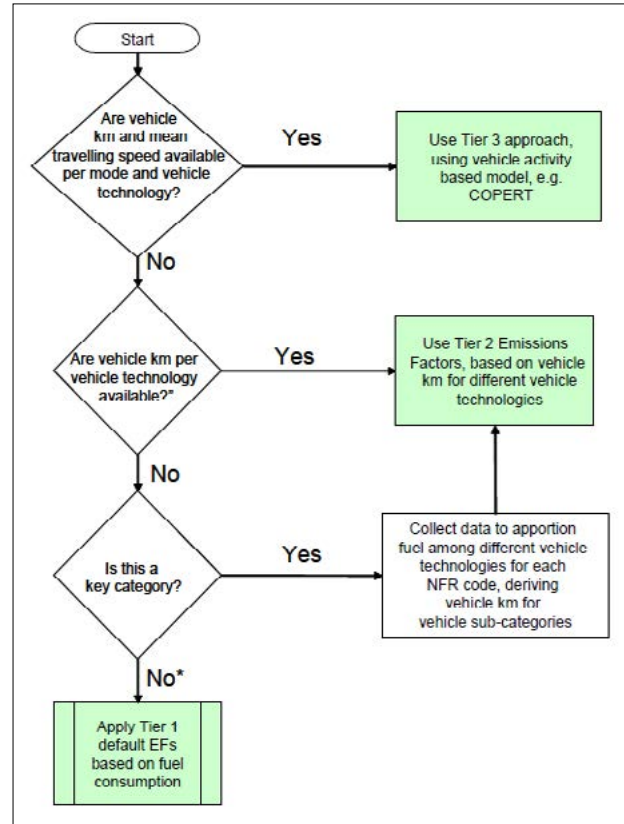 Start
Are vehicle
km and mean
travelling speed available
per mode and vehicle
technology?
Yes
Use Tier 3 approach,
using vehicle activity
based model, e.g.
COPERT
No
Are vehicle km per
vehicle technology
available?"
Yes
Use Tier 2 Emissions
Factors, based on vehicle
km for different vehicle
technologies
No
Is this a
key category?
Yes
Collect data to apportion
fuel among different vehicle
technologies for each
NFR code, deriving
vehicle km for
vehicle sub-categories
No*
Apply Tier 1
default EFs
based on fuel
consumption